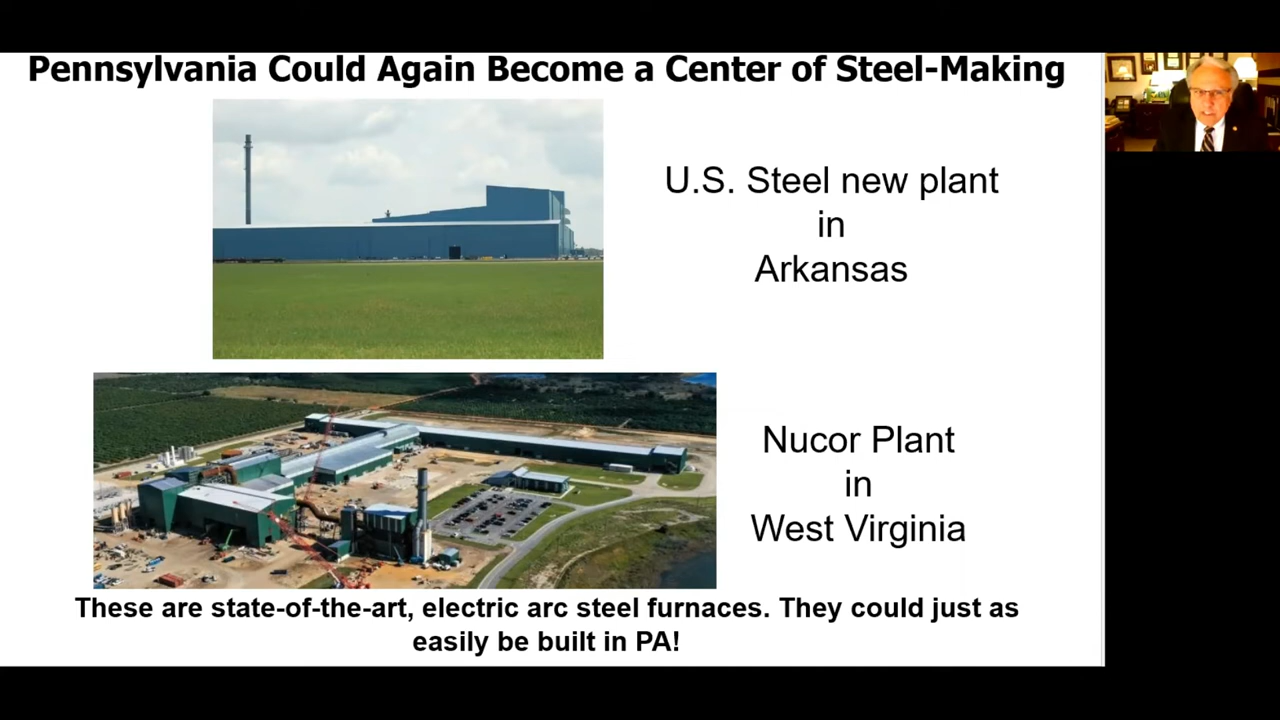 Pennsylvania Could Again Become a Center of Steel-Making
U.S. Steel new plant
in
Arkansas
Nucor Plant
in
West Virginia
These are state-of-the-art, electric arc steel furnaces. They could just as
easily be built in PA!